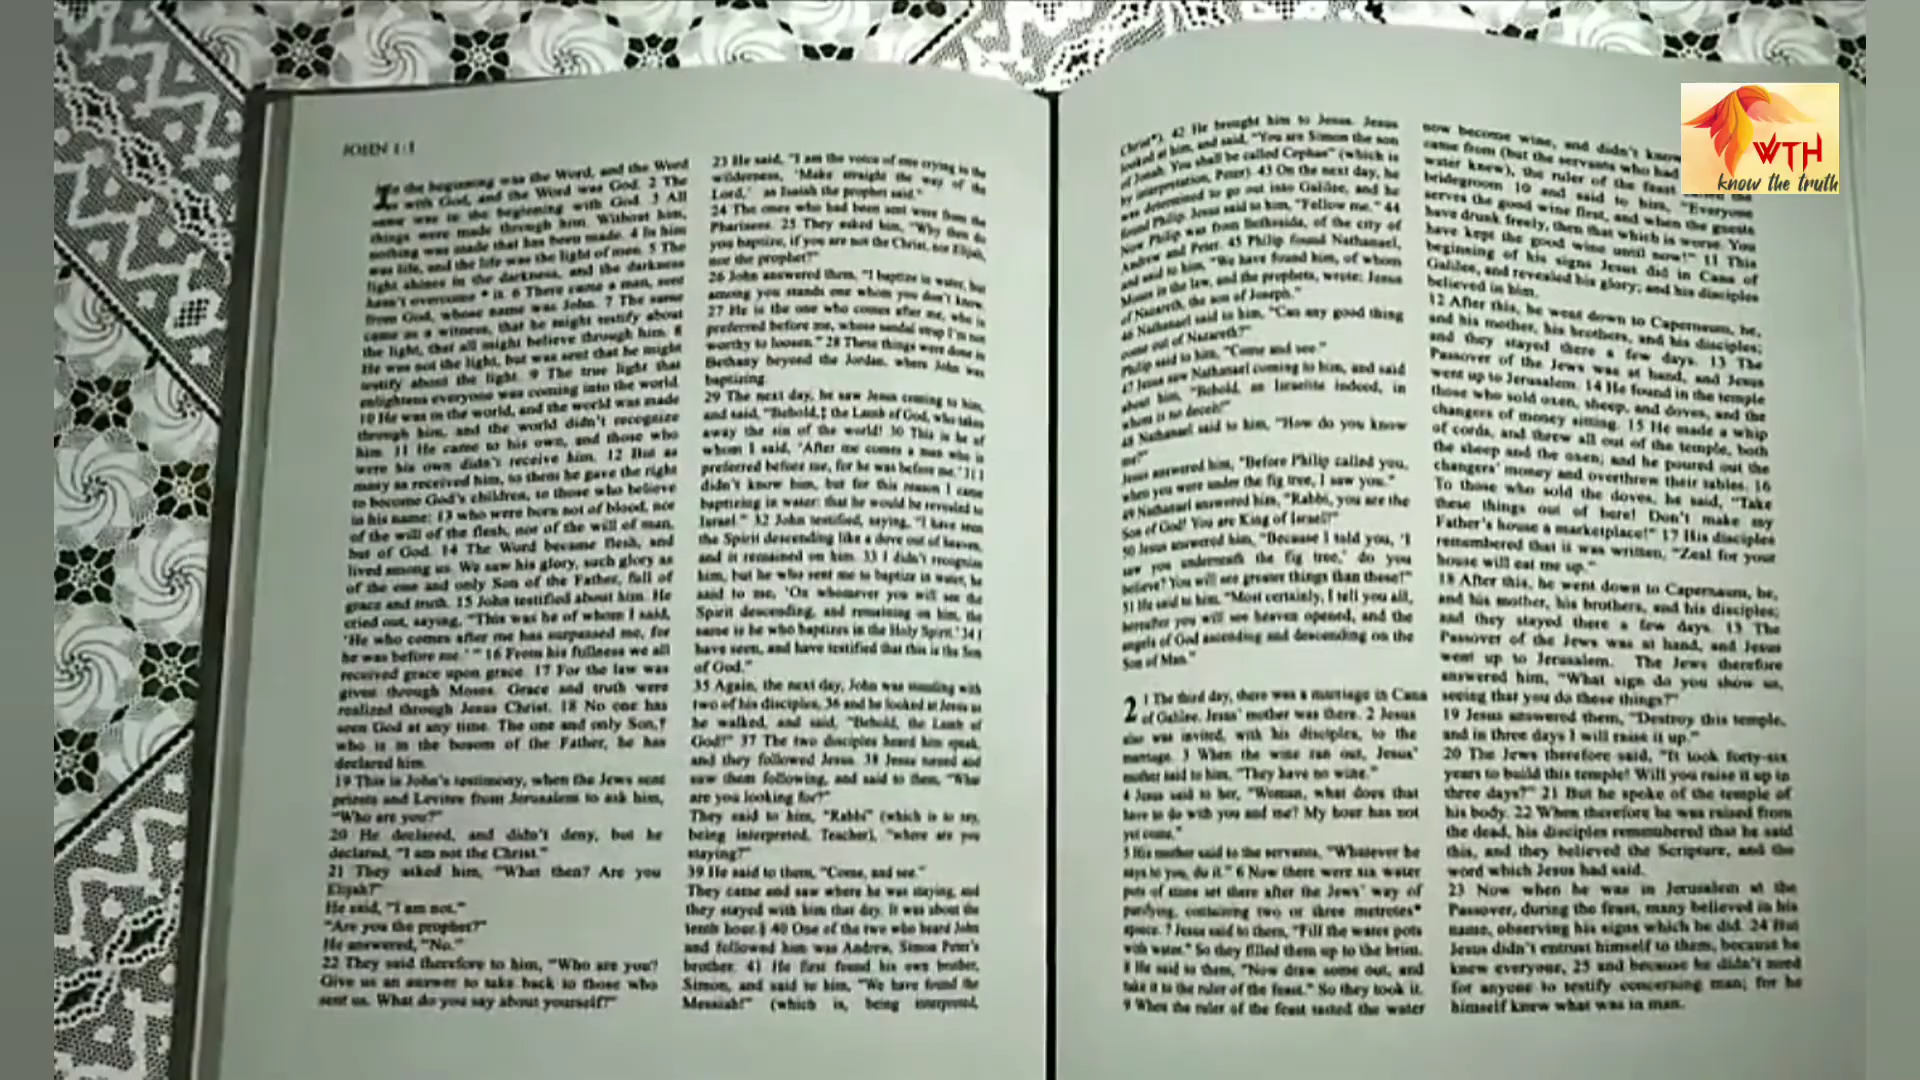 JOHN 1:1
In the beginning was the Word, and the Word
was with God, and the Word was God. 2 The
same was in the beginning with God. 3 All
things were made through him. Without him,
nothing was made that has been made. 4 In him
was life, and the life was the light of men. 5 The
light shines in the darkness, and the darkness
hasn't overcome * it. 6 There came a man, sent
from God, whose name was John. 7 The same
came as a witness, that he might testify about
the light, that all might believe through him. 8
He was not the light, but was sent that he might
testify about the light. 9 The true light that
enlightens everyone was coming into the world.
10 He was in the world, and the world was made
through him, and the world didn't recognize
him. 11 He came to his own, and those who
were his own didn't receive him. 12 But as
many as received him, to them he gave the right
to become God's children, to those who believe
in his name: 13 who were born not of blood, nor
of the will of the flesh, nor of the will of man,
but of God. 14 The Word became flesh, and
lived among us. We saw his glory, such glory as
of the one and only Son of the Father, full of
grace and truth. 15 John testified about him. He
cried out, saying, "This was he of whom I said,
'He who comes after me has surpassed me, for
he was before me.' " 16 From his fullness we all
received grace upon grace. 17 For the law was
given through Moses. Grace and truth were
realized through Jesus Christ. 18 No one has
seen God at any time. The one and only Son,†
who is in the bosom of the Father, he has
declared him.
19 This is John's testimony, when the Jews sent
priests and Levites from Jerusalem to ask him,
"Who are you?"
20 He declared, and didn't deny, but he
declared, "I am not the Christ."
21 They asked him, "What then? Are you
Elijah?"
He said, "I am not."
"Are you the prophet?"
He answered, "No."
22 They said therefore to him, "Who are you?
Give us an answer to take back to those who
sent us. What do you say about yourself?"
23 He said, "I am the voice of one crying in the
wilderness, 'Make straight the way of the
Lord,' as Isaiah the prophet said."
24 The ones who had been sent were from the
Pharisees. 25 They asked him, "Why then do
you baptize, if you are not the Christ, nor Elijah,
nor the prophet?"
26 John answered them, "I baptize in water, but
among you stands one whom you don't know.
27 He is the one who comes after me, who is
preferred before me, whose sandal strap I'm not
worthy to loosen." 28 These things were done in
Bethany beyond the Jordan, where John was
baptizing.
29 The next day, he saw Jesus coming to him,
and said, "Behold,‡ the Lamb of God, who takes
away the sin of the world! 30 This is he of
whom I said, 'After me comes a man who is
preferred before me, for he was before me.' 31 I
didn't know him, but for this reason I came
baptizing in water: that he would be revealed to
Israel." 32 John testified, saying, "I have seen
the Spirit descending like a dove out of heaven,
and it remained on him. 33 I didn't recognize
him, but he who sent me to baptize in water, he
said to me, 'On whomever you will see the
Spirit descending, and remaining on him, the
same is he who baptizes in the Holy Spirit.' 34 I
have seen, and have testified that this is the Son
of God."
35 Again, the next day, John was standing with
two of his disciples, 36 and he looked at Jesus as
he walked, and said, "Behold, the Lamb of
God!" 37 The two disciples heard him speak,
and they followed Jesus. 38 Jesus turned and
saw them following, and said to them, "What
are you looking for?"
They said to him, "Rabbi" (which is to say,
being interpreted, Teacher), "where are you
staying?"
39 He said to them, "Come, and see."
They came and saw where he was staying, and
they stayed with him that day. It was about the
tenth hour.§ 40 One of the two who heard John
and followed him was Andrew, Simon Peter's
brother. 41 He first found his own brother,
Simon, and said to him, "We have found the
Messiah!" (which is, being interpreted,
Christ*). 42 He brought him to Jesus. Jesus
looked at him, and said, "You are Simon the son
of Jonah. You shall be called Cephas" (which is
by interpretation, Peter). 43 On the next day, he
was determined to go out into Galilee, and he
found Philip. Jesus said to him, "Follow me." 44
Now Philip was from Bethsaida, of the city of
Andrew and Peter. 45 Philip found Nathanael,
and said to him, "We have found him, of whom
Moses in the law, and the prophets, wrote: Jesus
of Nazareth, the son of Joseph."
46 Nathanael said to him, "Can any good thing
come out of Nazareth?"
Philip said to him, "Come and see."
47 Jesus saw Nathanael coming to him, and said
about him, "Behold, an Israelite indeed, in
whom is no deceit!"
48 Nathanael said to him, "How do you know
me?"
Jesus answered him, "Before Philip called you,
when you were under the fig tree, I saw you."
49 Nathanael answered him, "Rabbi, you are the
Son of God! You are King of Israel!"
50 Jesus answered him, "Because I told you, 'I
saw you underneath the fig tree,' do you
believe? You will see greater things than these!"
51 He said to him, "Most certainly, I tell you all,
hereafter you will see heaven opened, and the
angels of God ascending and descending on the
Son of Man."
2 1 The third day, there was a marriage in Cana
of Galilee. Jesus' mother was there. 2 Jesus
also was invited, with his disciples, to the
marriage. 3 When the wine ran out, Jesus'
mother said to him, "They have no wine."
4 Jesus said to her, "Woman, what does that
have to do with you and me? My hour has not
yet come."
5 His mother said to the servants, "Whatever he
says to you, do it." 6 Now there were six water
pots of stone set there after the Jews' way of
purifying, containing two or three metretes*
apiece. 7 Jesus said to them, "Fill the water pots
with water." So they filled them up to the brim.
8 He said to them, "Now draw some out, and
take it to the ruler of the feast." So they took it.
9 When the ruler of the feast tasted the water
now become wine, and didn't know
came from (but the servants who had
water knew), the ruler of the feast the
bridegroom 10 and said to him, "Everyone
serves the good wine first, and when the guests
have drunk freely, then that which is worse. You
have kept the good wine until now!" 11 This
beginning of his signs Jesus did in Cana of
Galilee, and revealed his glory; and his disciples
believed in him.
12 After this, he went down to Capernaum, he,
and his mother, his brothers, and his disciples;
and they stayed there a few days. 13 The
Passover of the Jews was at hand, and Jesus
went up to Jerusalem. 14 He found in the temple
those who sold oxen, sheep, and doves, and the
changers of money sitting. 15 He made a whip
of cords, and threw all out of the temple, both
the sheep and the oxen; and he poured out the
changers' money and overthrew their tables. 16
To those who sold the doves, he said, "Take
these things out of here! Don't make my
Father's house a marketplace!" 17 His disciples
remembered that it was written, "Zeal for your
house will eat me up."
18 After this, he went down to Capernaum, he,
and his mother, his brothers, and his disciples;
and they stayed there a few days. 13 The
Passover of the Jews was at hand, and Jesus
went up to Jerusalem. The Jews therefore
answered him, "What sign do you show us,
seeing that you do these things?"
19 Jesus answered them, "Destroy this temple,
and in three days I will raise it up."
20 The Jews therefore said, "It took forty-six
years to build this temple! Will you raise it up in
three days?" 21 But he spoke of the temple of
his body. 22 When therefore he was raised from
the dead, his disciples remembered that he said
this, and they believed the Scripture, and the
word which Jesus had said.
23 Now when he was in Jerusalem at the
Passover, during the feast, many believed in his
name, observing his signs which he did. 24 But
Jesus didn't entrust himself to them, because he
knew everyone, 25 and because he didn't need
for anyone to testify concerning man; for he
himself knew what was in man.
WTH
know the truth